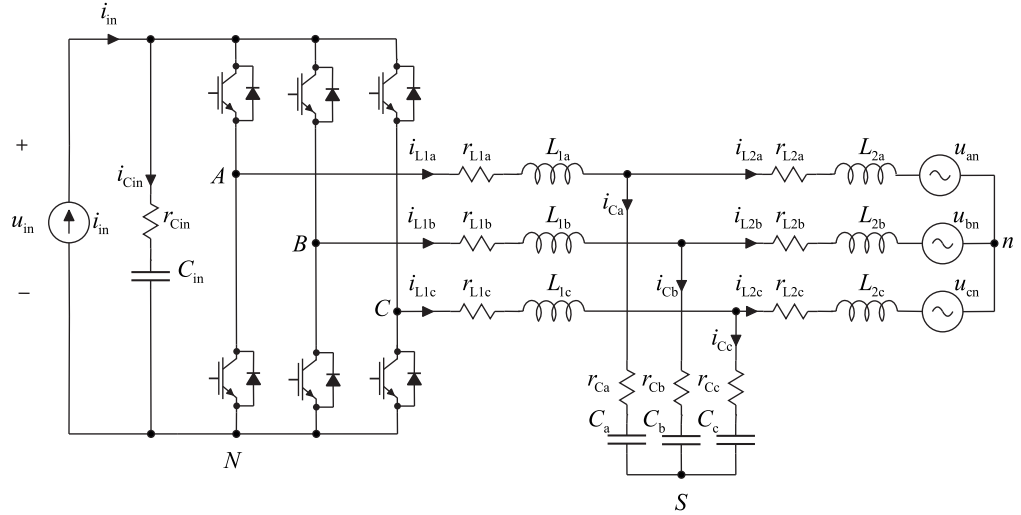 i_in
+
u_in
−
i_in
i_Cin
r_Cin
C_in
A
B
C
N
i_L1a r_L1a L_1a i_L2a r_L2a L_2a u_an
i_Ca
i_L1b r_L1b L_1b i_L2b r_L2b L_2b u_bn
n
i_Cb
i_L1c r_L1c L_1c i_L2c r_L2c L_2c u_cn
i_Cc
r_Ca r_Cb r_Cc
C_a C_b C_c
S